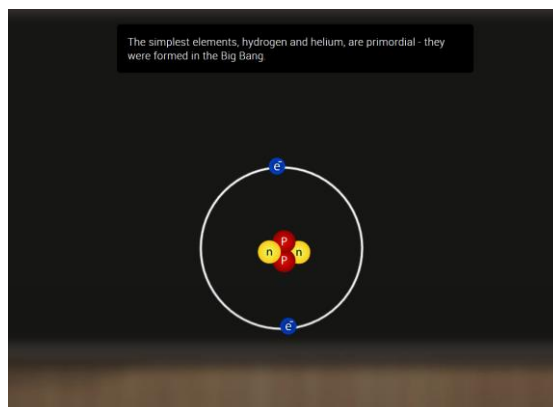 The simplest elements, hydrogen and helium, are primordial - they
were formed in the Big Bang.
e⁻
P
n
n
P
e⁻